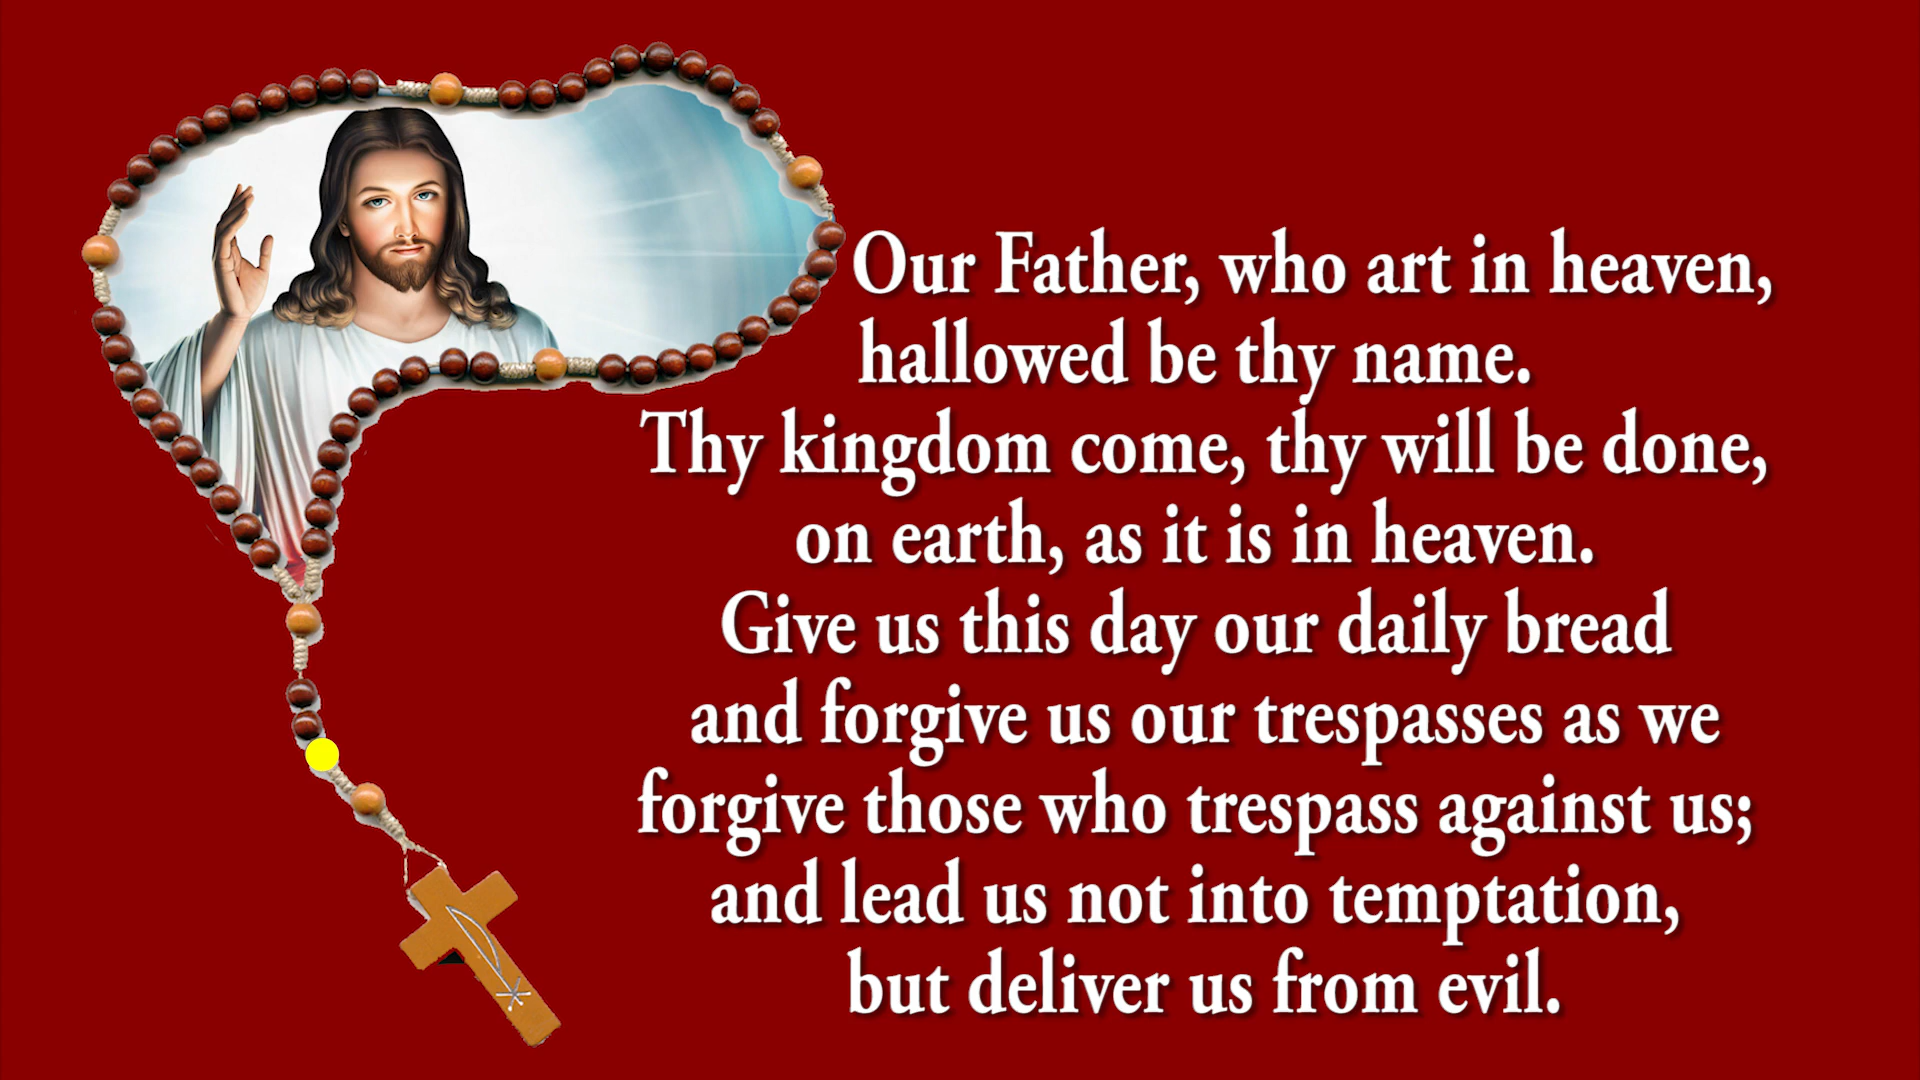 Our Father, who art in heaven,
hallowed be thy name.
Thy kingdom come, thy will be done,
on earth, as it is in heaven.
Give us this day our daily bread
and forgive us our trespasses as we
forgive those who trespass against us;
and lead us not into temptation,
but deliver us from evil.